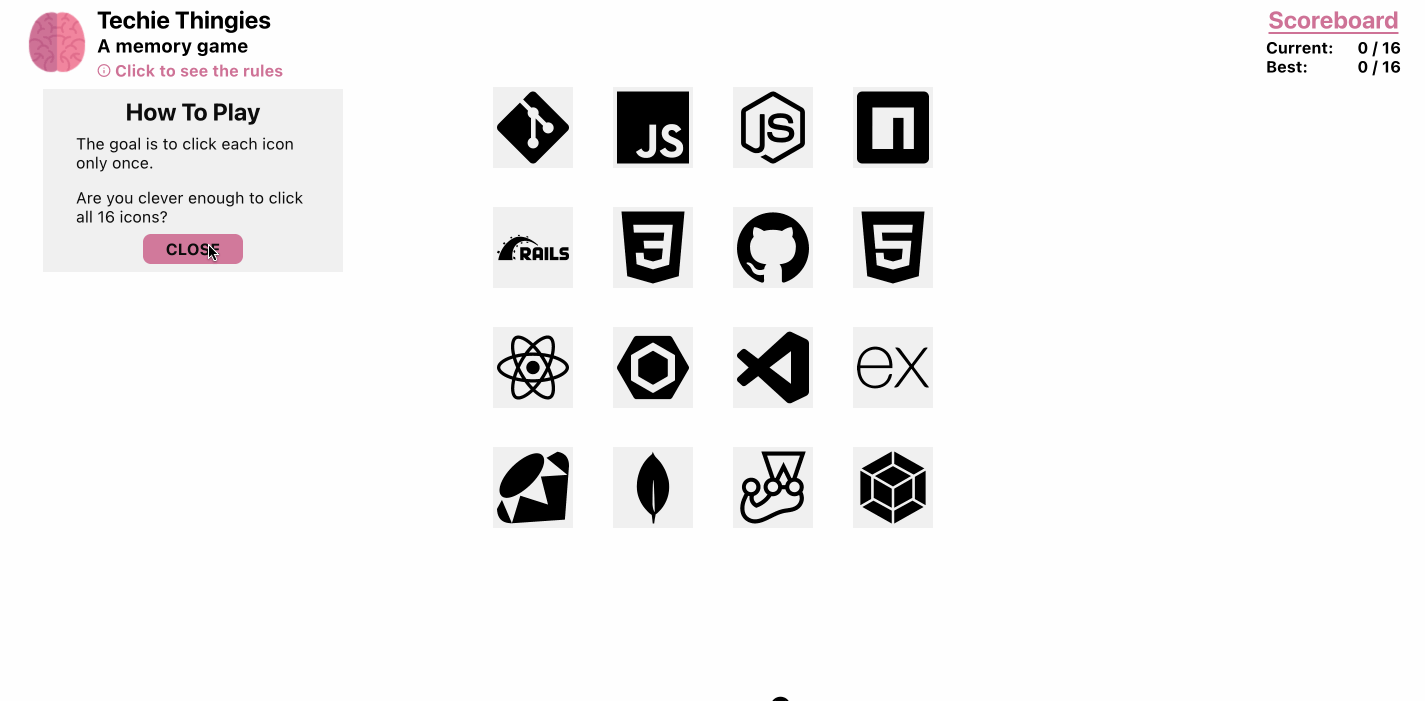 Techie Thingies
A memory game
Click to see the rules
Scoreboard
Current: 0 / 16
Best: 0 / 16
How To Play
The goal is to click each icon
only once.
Are you clever enough to click
all 16 icons?
CLOSE
JS
JS
n
RAILS
3
5
ex